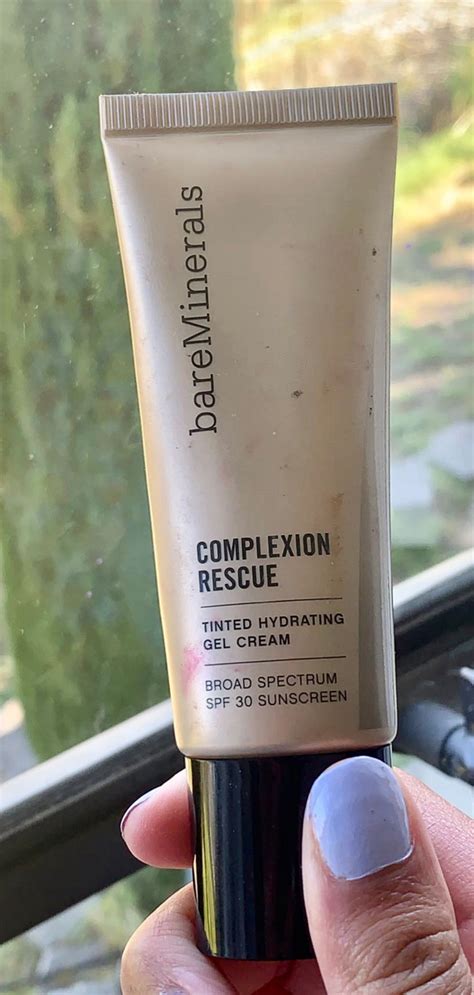 bareMinerals
COMPLEXION
RESCUE
TINTED HYDRATING
GEL CREAM
BROAD SPECTRUM
SPF 30 SUNSCREEN